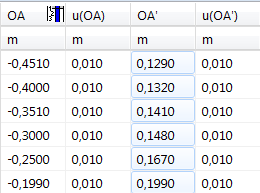 OA u(OA) OA' u(OA')
m m m m
-0,4510 0,010 0,1290 0,010
-0,4000 0,010 0,1320 0,010
-0,3510 0,010 0,1410 0,010
-0,3000 0,010 0,1480 0,010
-0,2500 0,010 0,1670 0,010
-0,1990 0,010 0,1990 0,010